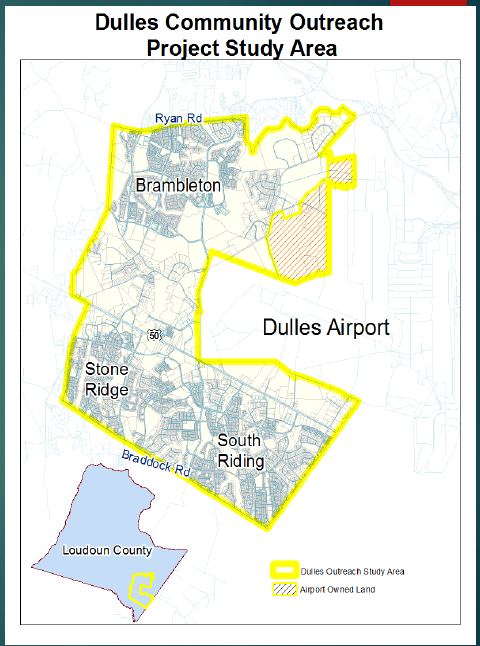 Dulles Community Outreach
Project Study Area
Ryan Rd
Brambleton
Dulles Airport
50
Stone
Ridge
South
Riding
Braddock Rd
Loudoun County
Dulles Outreach Study Area
Airport Owned Land